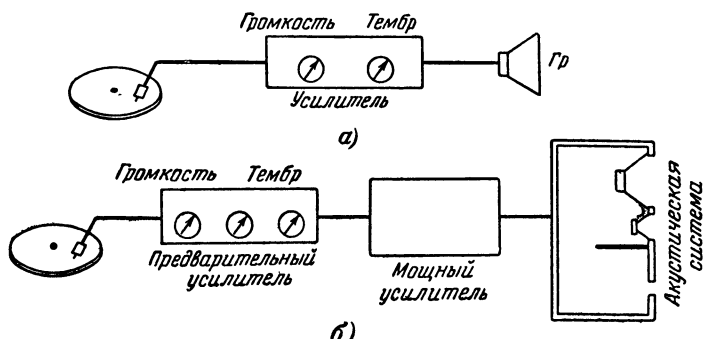 Громкость Тембр
Гр
Усилитель
а)
Громкость Тембр
Предварительный
усилитель
Мощный
усилитель
Акустическая
система
б)